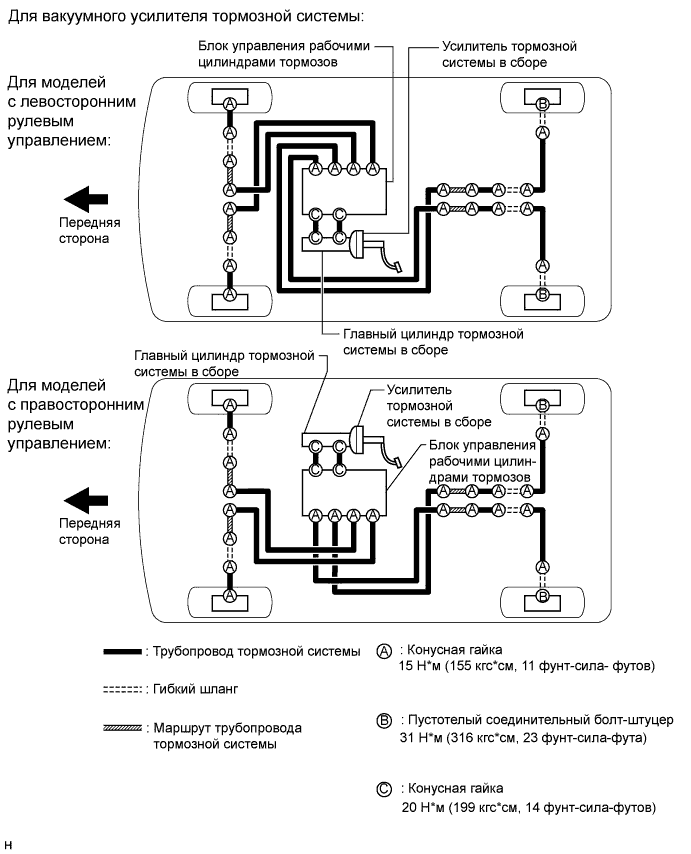 Для вакуумного усилителя тормозной системы:
Блок управления рабочими
цилиндрами тормозов
Усилитель тормозной
системы в сборе
Для моделей
с левосторонним
рулевым
управлением:
A
A
A
A
A
A
A
A
A
A
A
A
C
C
C
C
B
A
A
A
A
A
A
A
A
A
A
B
Передняя
сторона
Главный цилиндр тормозной
системы в сборе
Главный цилиндр тормозной
системы в сборе
Для моделей
с правосторонним
рулевым
управлением:
Усилитель
тормозной
системы в сборе
Блок управления
рабочими цилин-
драми тормозов
C
C
C
C
A
A
A
A
A
A
A
A
A
A
A
A
B
A
A
A
A
A
A
A
A
A
A
B
Передняя
сторона
: Трубопровод тормозной системы
: Гибкий шланг
: Маршрут трубопровода
тормозной системы
A : Конусная гайка
15 Н*м (155 кгс*см, 11 фунт-сила- футов)
B : Пустотелый соединительный болт-штуцер
31 Н*м (316 кгс*см, 23 фунт-сила-фута)
C : Конусная гайка
20 Н*м (199 кгс*см, 14 фунт-сила-футов)
H